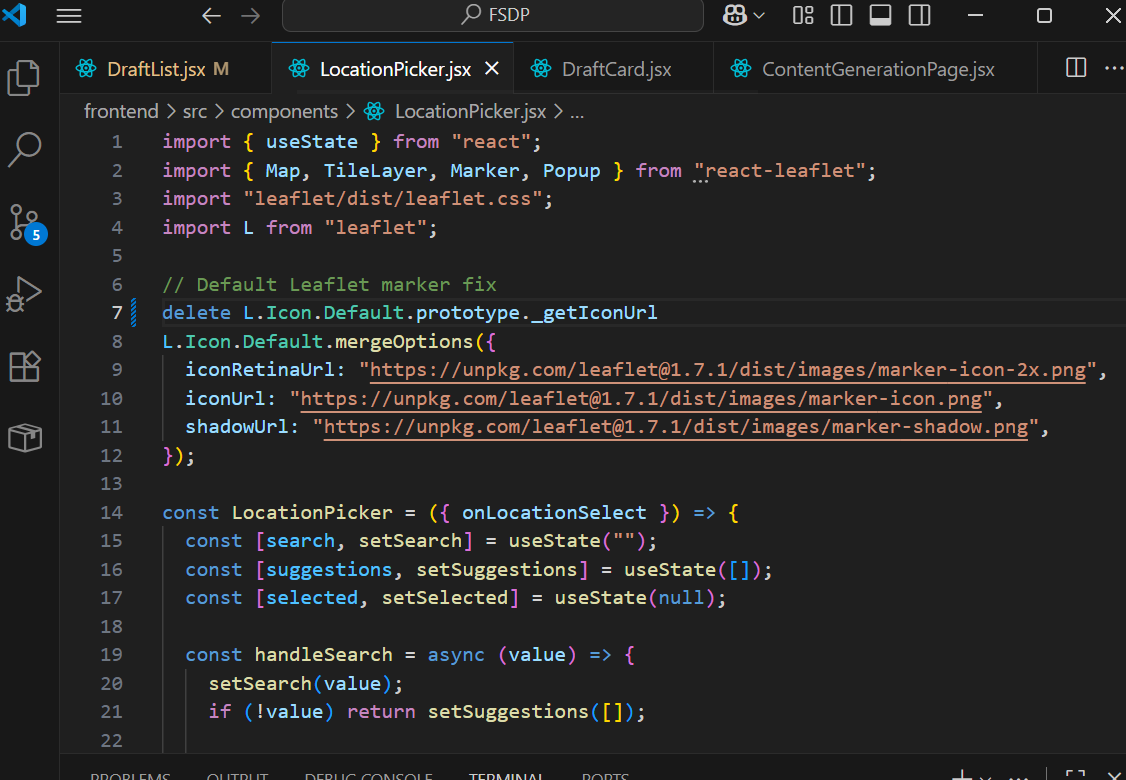 FSDP
DraftList.jsx M
LocationPicker.jsx
DraftCard.jsx
ContentGenerationPage.jsx
frontend > src > components > LocationPicker.jsx > ...
5
1 import { useState } from "react";
2 import { Map, TileLayer, Marker, Popup } from "react-leaflet";
3 import "leaflet/dist/leaflet.css";
4 import L from "leaflet";
5
6 // Default Leaflet marker fix
7 delete L.Icon.Default.prototype._getIconUrl
8 L.Icon.Default.mergeOptions({
9   iconRetinaUrl: "https://unpkg.com/leaflet@1.7.1/dist/images/marker-icon-2x.png",
10   iconUrl: "https://unpkg.com/leaflet@1.7.1/dist/images/marker-icon.png",
11   shadowUrl: "https://unpkg.com/leaflet@1.7.1/dist/images/marker-shadow.png",
12 });
13
14 const LocationPicker = ({ onLocationSelect }) => {
15   const [search, setSearch] = useState("");
16   const [suggestions, setSuggestions] = useState([]);
17   const [selected, setSelected] = useState(null);
18
19   const handleSearch = async (value) => {
20     setSearch(value);
21     if (!value) return setSuggestions([]);
22
PROBLEMS OUTPUT DEBUG CONSOLE TERMINAL PORTS